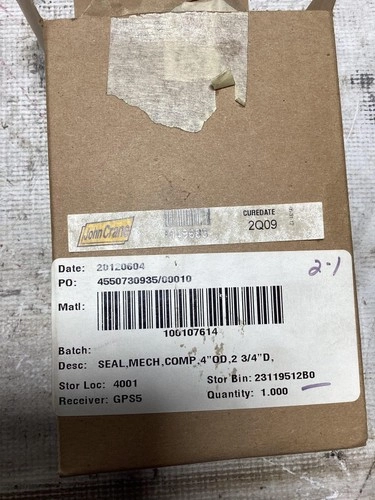 John Crane
CUREDATE
2Q09
2-1
Date: 20120604
PO: 4550730935/00010
Matl:
100107614
Batch:
Desc: SEAL,MECH,COMP,4"OD,2 3/4"D,
Stor Loc: 4001 Stor Bin: 23119512B0
Receiver: GPS5 Quantity: 1.000